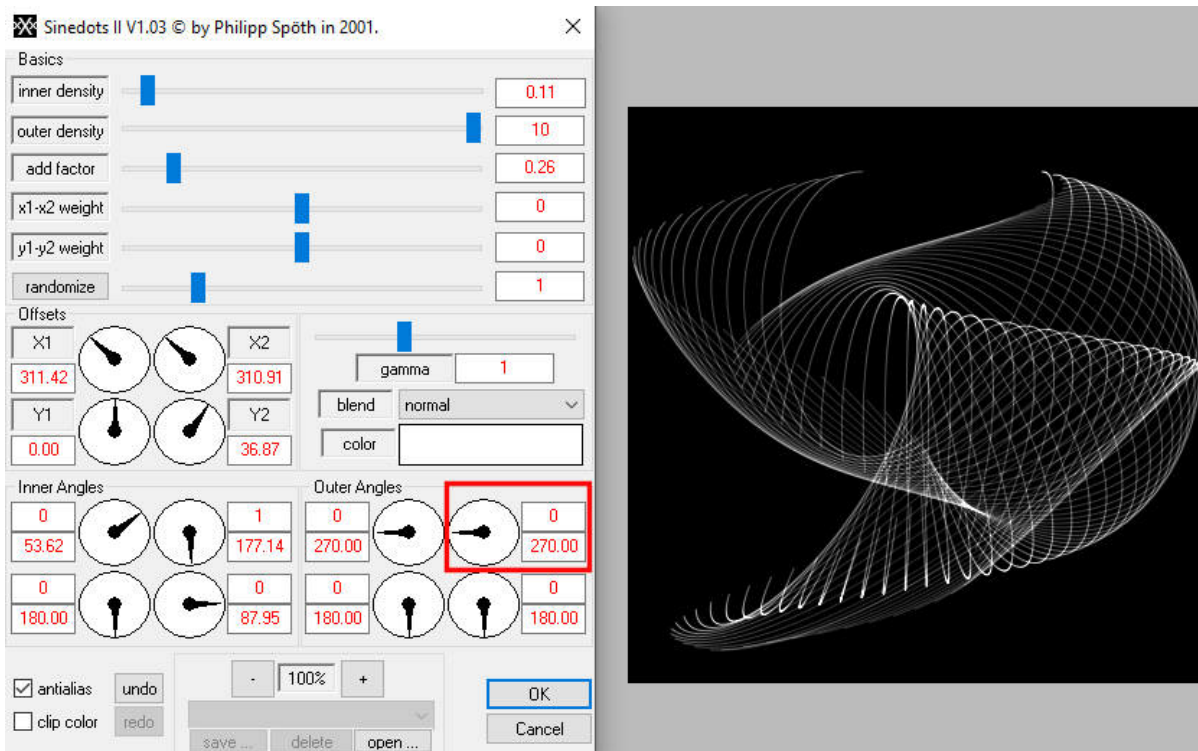 Sinedots II V1.03 © by Philipp Spöth in 2001.
Basics
inner density 0.11
outer density 10
add factor 0.26
x1-x2 weight 0
y1-y2 weight 0
randomize 1
Offsets
X1 X2
311.42 310.91
Y1 Y2
0.00 36.87
gamma 1
blend normal
color
Inner Angles
0 1
53.62 177.14
0 0
180.00 87.95
Outer Angles
0 0
270.00 270.00
0 0
180.00 180.00
antialias undo
clip color redo
- 100% +
save ... delete open ...
OK
Cancel